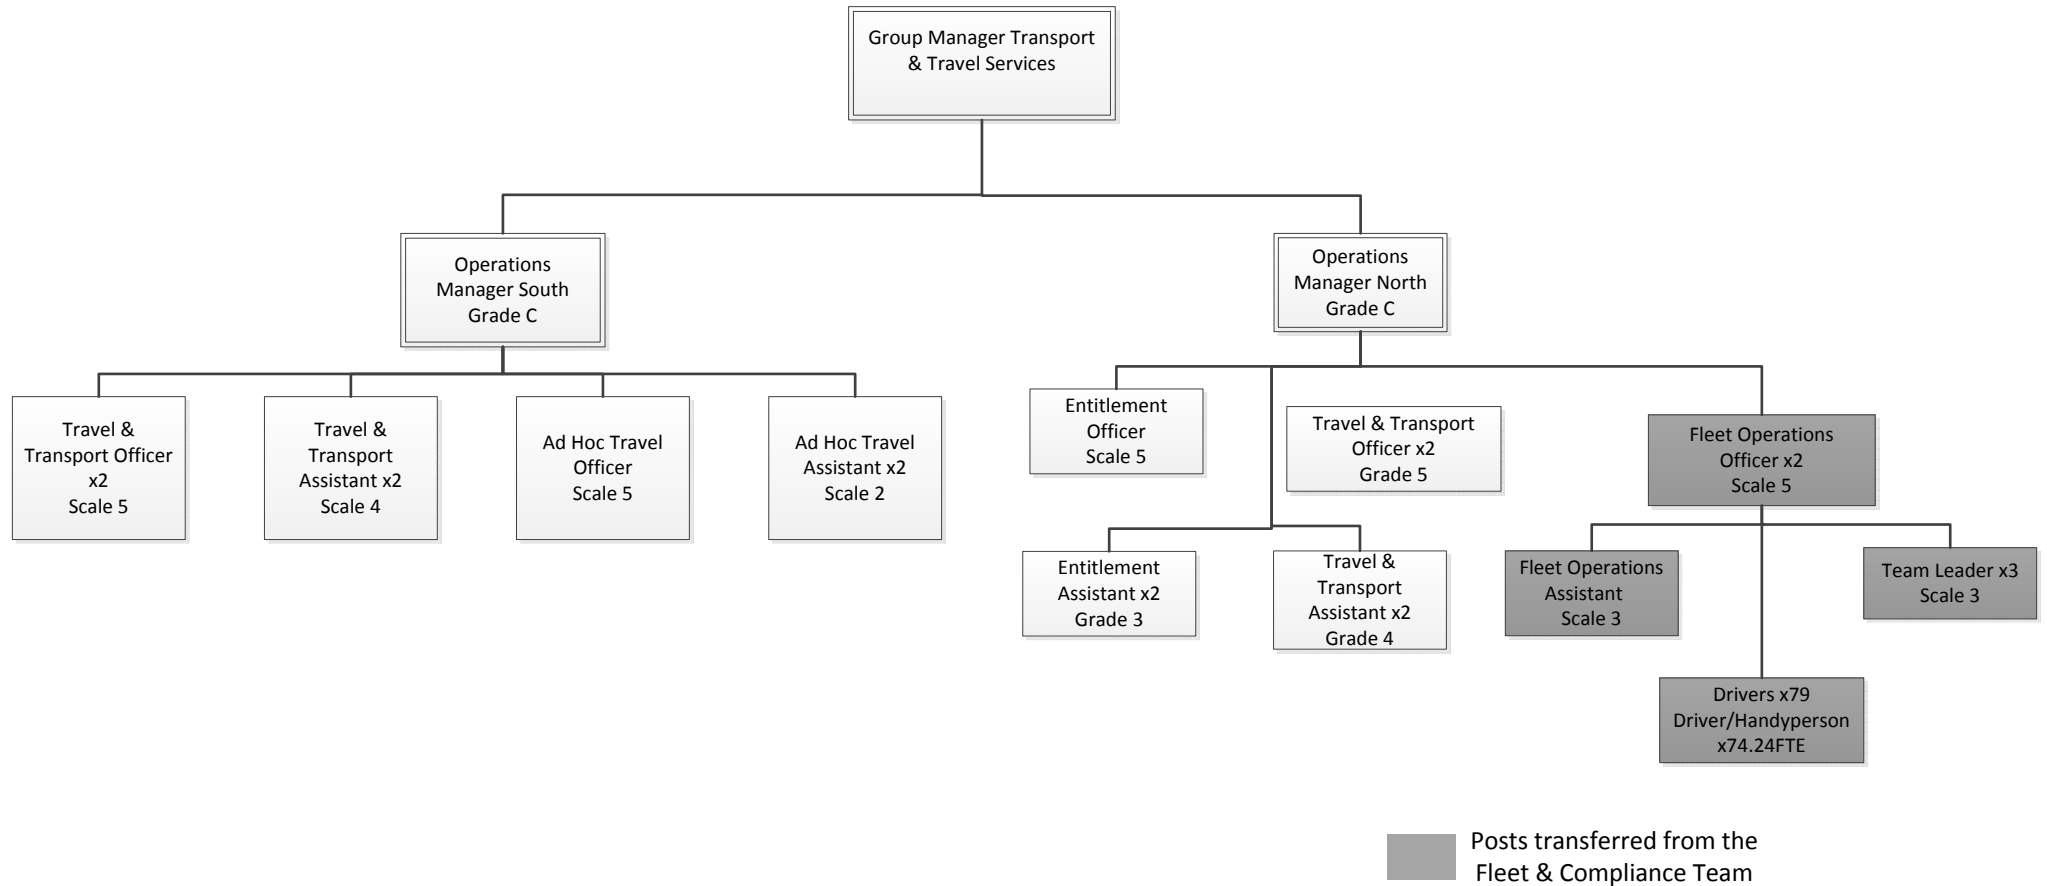 Group Manager Transport
& Travel Services
Operations
Manager South
Grade C
Operations
Manager North
Grade C
Travel &
Transport Officer
x2
Scale 5
Travel &
Transport
Assistant x2
Scale 4
Ad Hoc Travel
Officer
Scale 5
Ad Hoc Travel
Assistant x2
Scale 2
Entitlement
Officer
Scale 5
Travel & Transport
Officer x2
Grade 5
Fleet Operations
Officer x2
Scale 5
Entitlement
Assistant x2
Grade 3
Travel &
Transport
Assistant x2
Grade 4
Fleet Operations
Assistant
Scale 3
Team Leader x3
Scale 3
Drivers x79
Driver/Handyperson
x74.24FTE
Posts transferred from the
Fleet & Compliance Team